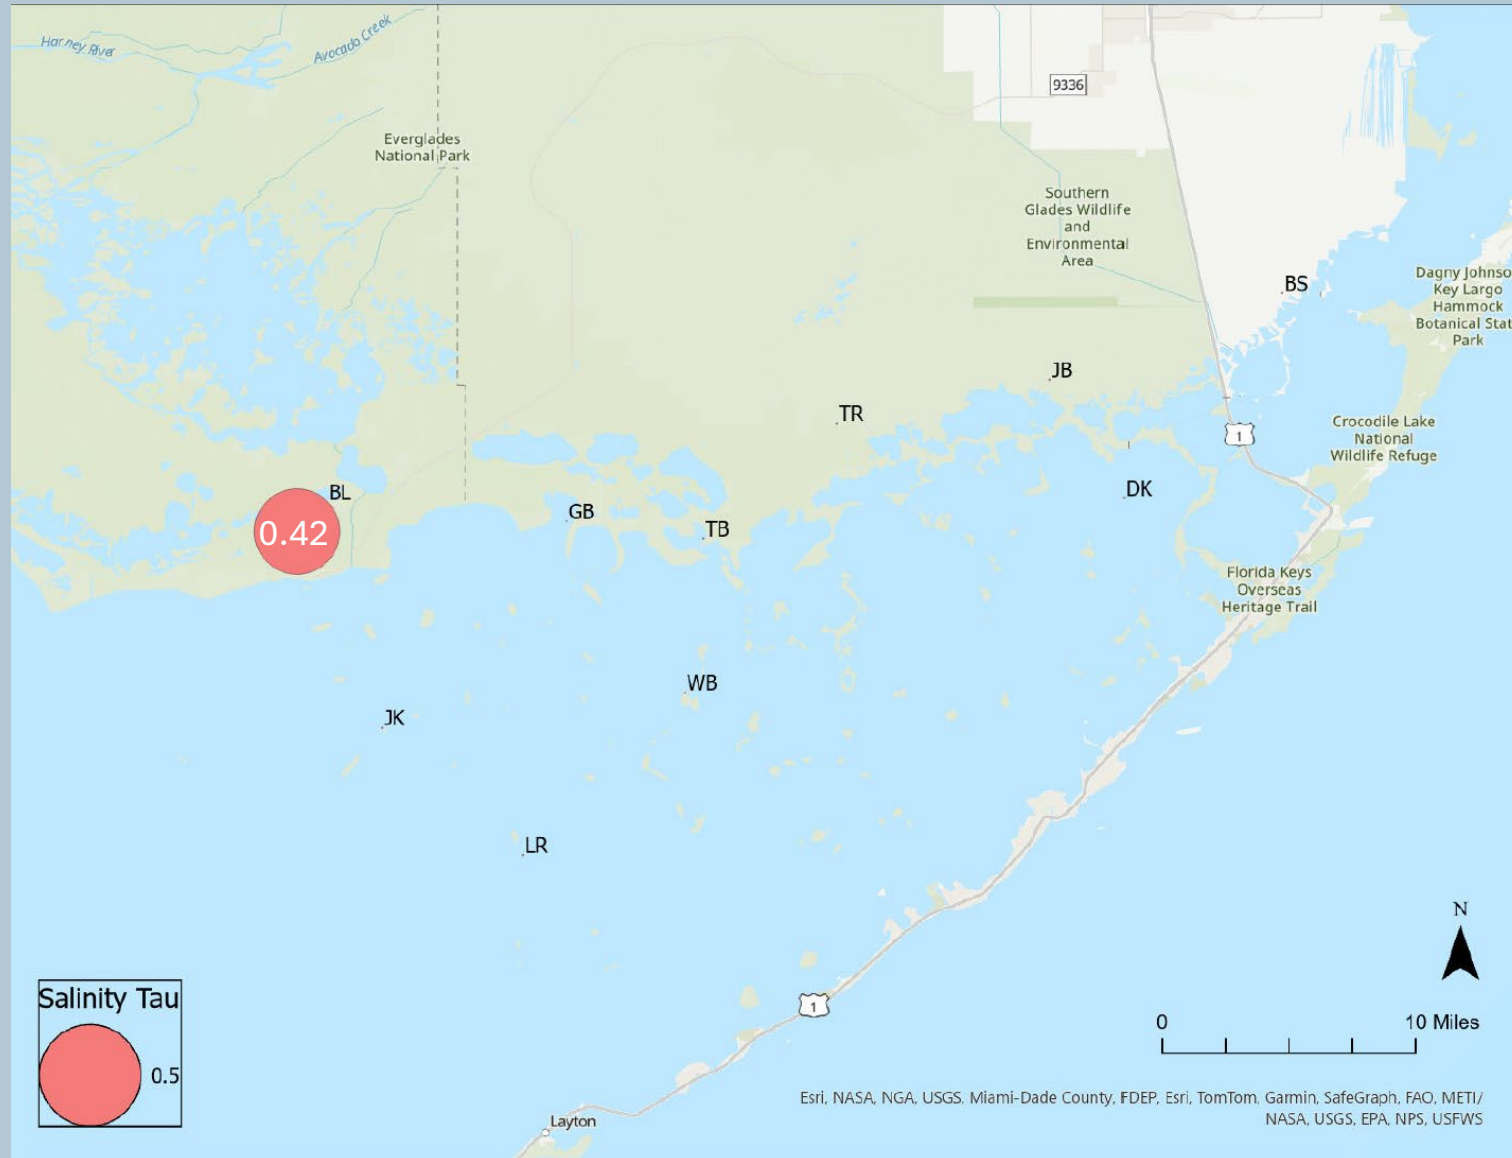 Harney River
Avocado Creek
9336
Everglades
National Park
Southern
Glades Wildlife
and
Environmental
Area
BS
Dagny Johnso
Key Largo
Hammock
Botanical Stat
Park
JB
TR
1
Crocodile Lake
National
Wildlife Refuge
BL
0.42
GB
TB
DK
Florida Keys
Overseas
Heritage Trail
WB
JK
LR
N
Salinity Tau
0.5
1
0
10 Miles
Esri, NASA, NGA, USGS, Miami-Dade County, FDEP, Esri, TomTom, Garmin, SafeGraph, FAO, METI/
NASA, USGS, EPA, NPS, USFWS
Layton